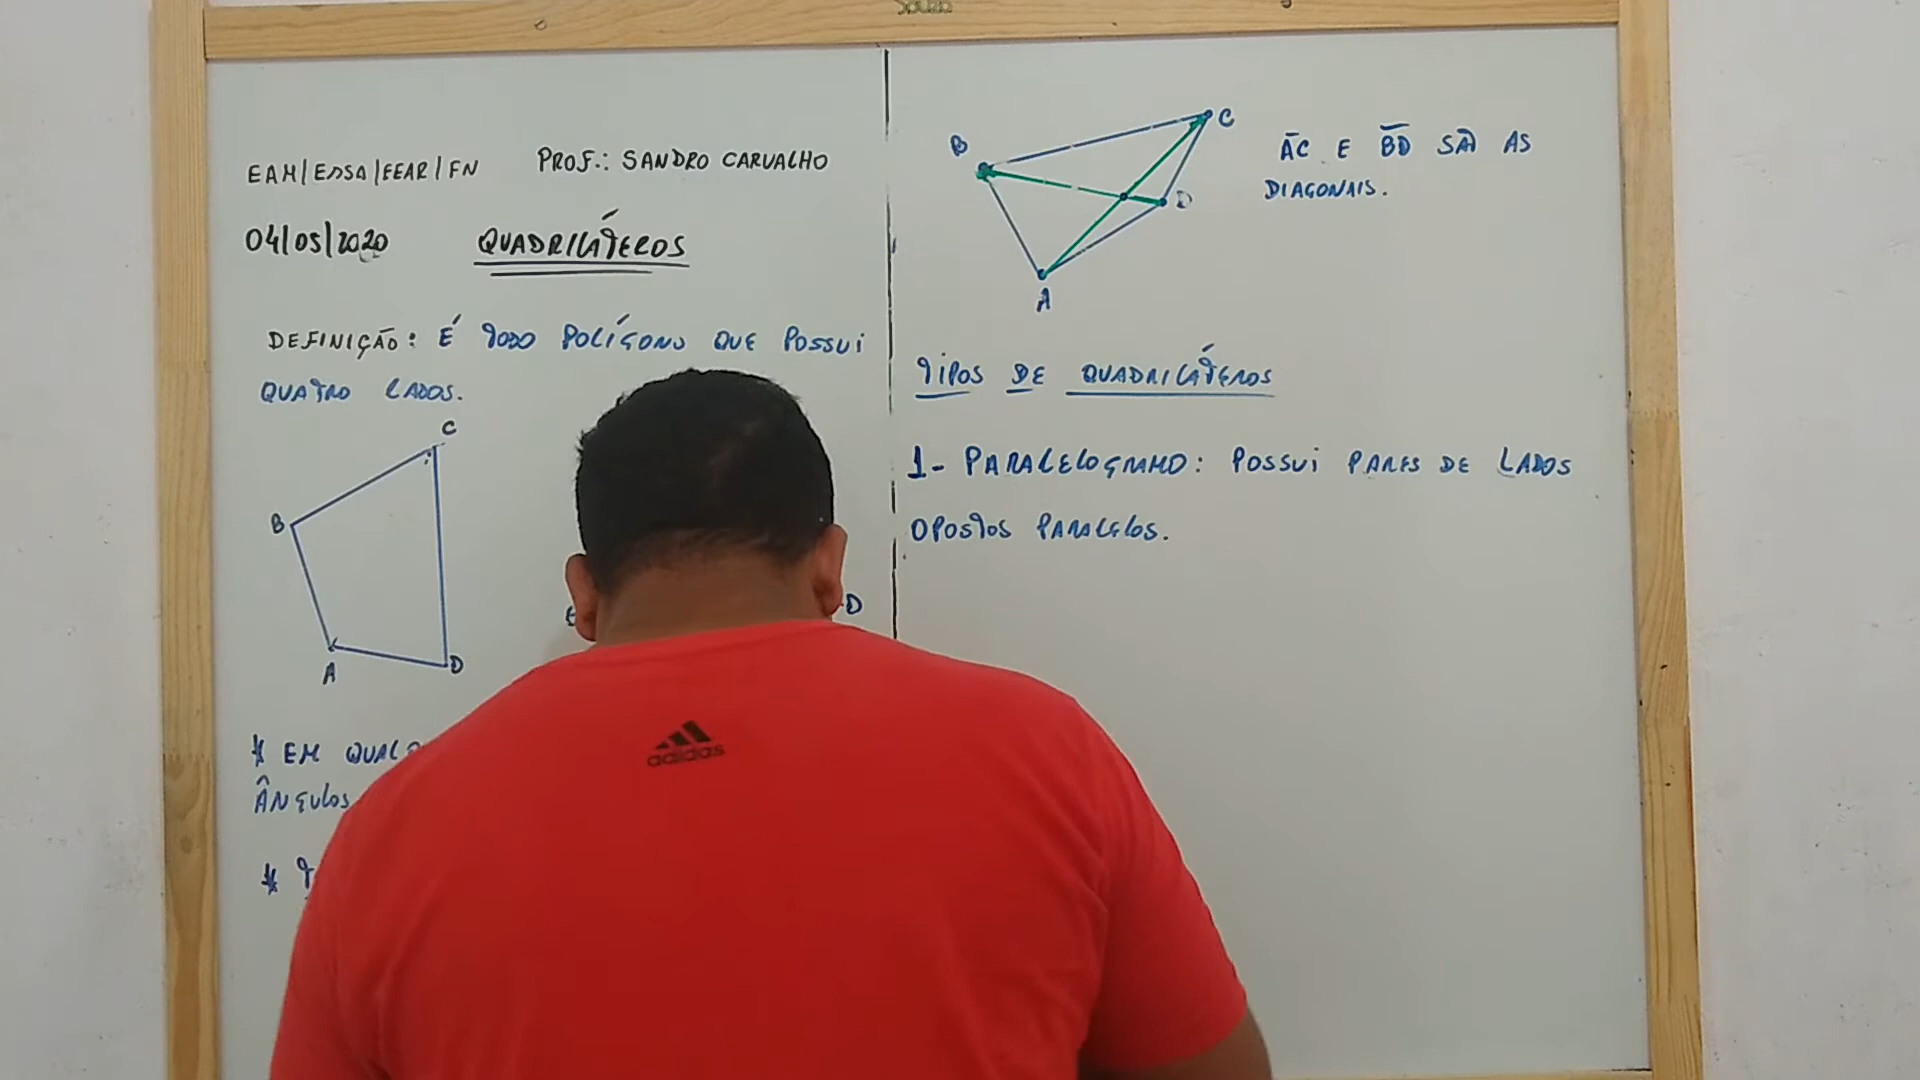 Souza
EAM/ESSA/EEAR/FN PROF.: SANDRO CARVALHO
04/05/2020 QUADRILÁTEROS
DEFINIÇÃO: É TODO POLÍGONO QUE POSSUI
QUATRO LADOS.
C
B
A
D
E
D
* EM
ÂNGULOS
*
B
C
D
A
AC E BD SÃO AS
DIAGONAIS.
TIPOS DE QUADRILÁTEROS
1- PARALELOGRAMO: POSSUI PARES DE LADOS
OPOSTOS PARALELOS.
adidas